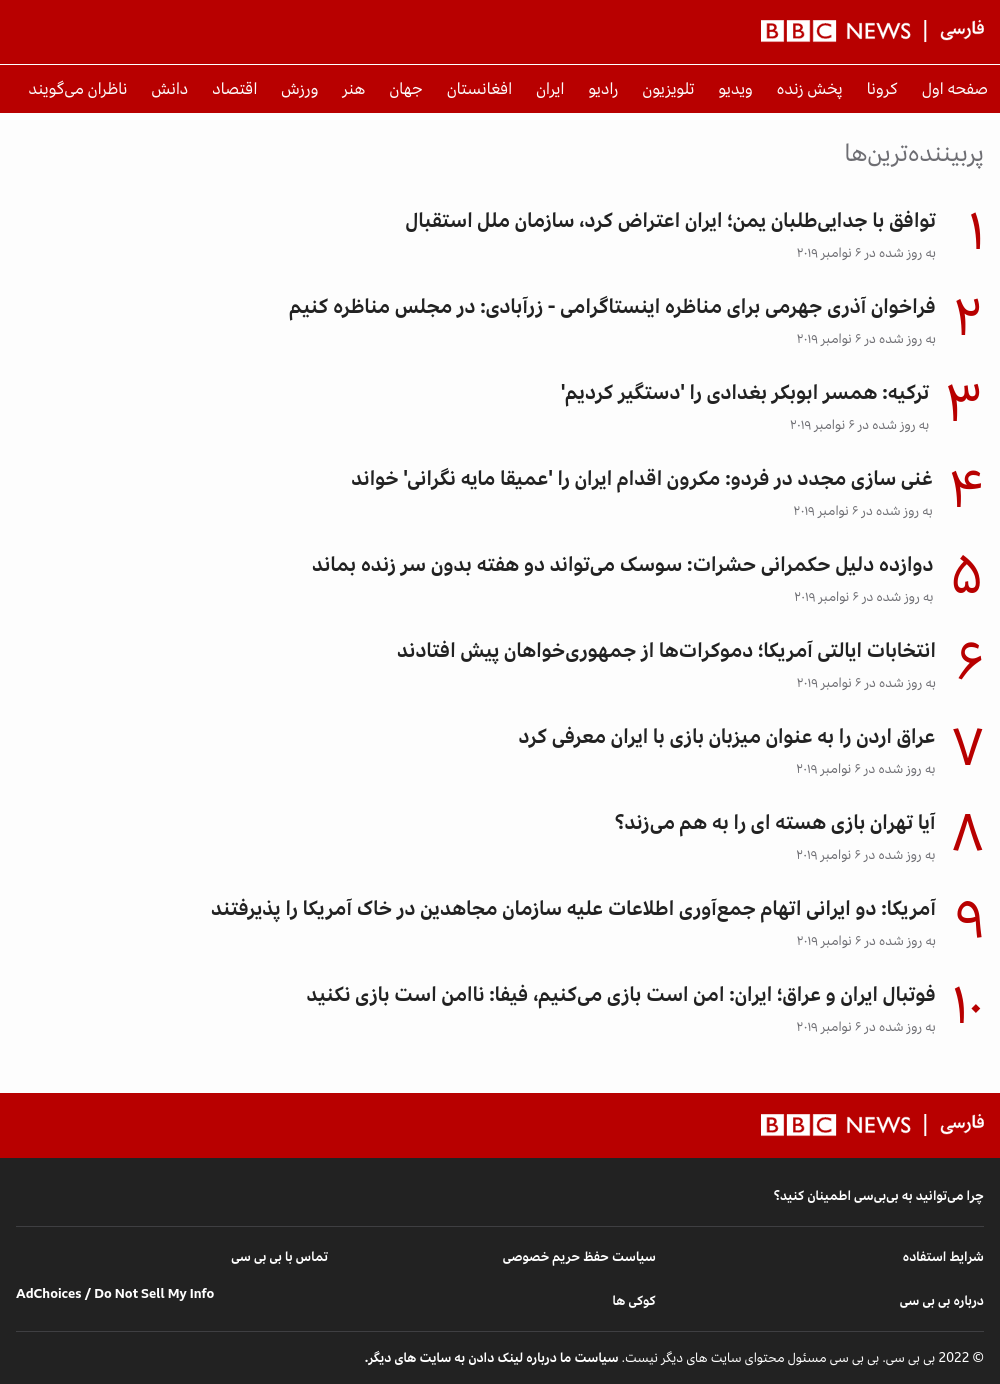 BBC NEWS | فارسی
صفحه اول کرونا پخش زنده ویدیو تلویزیون رادیو ایران افغانستان جهان هنر ورزش اقتصاد دانش ناظران می‌گویند
پربیننده‌ترین‌ها
۱ توافق با جدایی‌طلبان یمن؛ ایران اعتراض کرد، سازمان ملل استقبال
به روز شده در ۶ نوامبر ۲۰۱۹
۲ فراخوان آذری جهرمی برای مناظره اینستاگرامی - زرآبادی: در مجلس مناظره کنیم
به روز شده در ۶ نوامبر ۲۰۱۹
۳ ترکیه: همسر ابوبکر بغدادی را 'دستگیر کردیم'
به روز شده در ۶ نوامبر ۲۰۱۹
۴ غنی سازی مجدد در فردو: مکرون اقدام ایران را 'عمیقا مایه نگرانی' خواند
به روز شده در ۶ نوامبر ۲۰۱۹
۵ دوازده دلیل حکمرانی حشرات: سوسک می‌تواند دو هفته بدون سر زنده بماند
به روز شده در ۶ نوامبر ۲۰۱۹
۶ انتخابات ایالتی آمریکا؛ دموکرات‌ها از جمهوری‌خواهان پیش افتادند
به روز شده در ۶ نوامبر ۲۰۱۹
۷ عراق اردن را به عنوان میزبان بازی با ایران معرفی کرد
به روز شده در ۶ نوامبر ۲۰۱۹
۸ آیا تهران بازی هسته ای را به هم می‌زند؟
به روز شده در ۶ نوامبر ۲۰۱۹
۹ آمریکا: دو ایرانی اتهام جمع‌آوری اطلاعات علیه سازمان مجاهدین در خاک آمریکا را پذیرفتند
به روز شده در ۶ نوامبر ۲۰۱۹
۱۰ فوتبال ایران و عراق؛ ایران: امن است بازی می‌کنیم، فیفا: ناامن است بازی نکنید
به روز شده در ۶ نوامبر ۲۰۱۹
BBC NEWS | فارسی
چرا می‌توانید به بی‌بی‌سی اطمینان کنید؟
شرایط استفاده سیاست حفظ حریم خصوصی تماس با بی بی سی
درباره بی بی سی کوکی ها AdChoices / Do Not Sell My Info
© 2022 بی بی سی. بی بی سی مسئول محتوای سایت های دیگر نیست. سیاست ما درباره لینک دادن به سایت های دیگر.